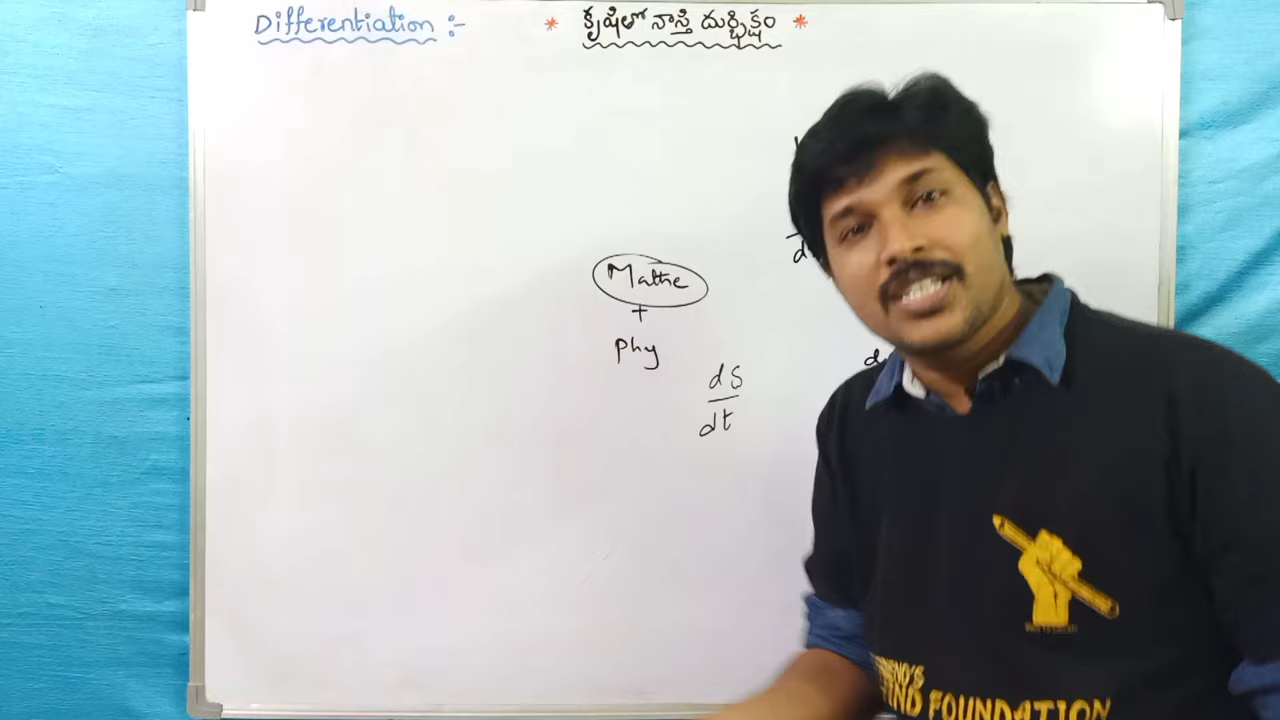 Differentiation :-
* కృషితో నాస్తి దుర్భిక్షం *
Mathe
+
phy
dS
dt
FOUNDATION